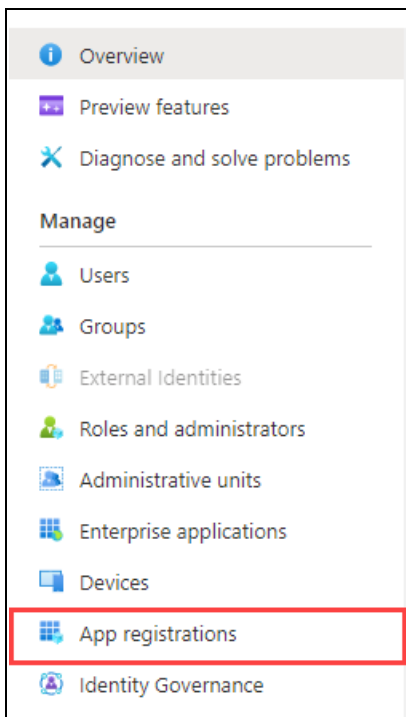 Overview
Preview features
Diagnose and solve problems
Manage
Users
Groups
External Identities
Roles and administrators
Administrative units
Enterprise applications
Devices
App registrations
Identity Governance